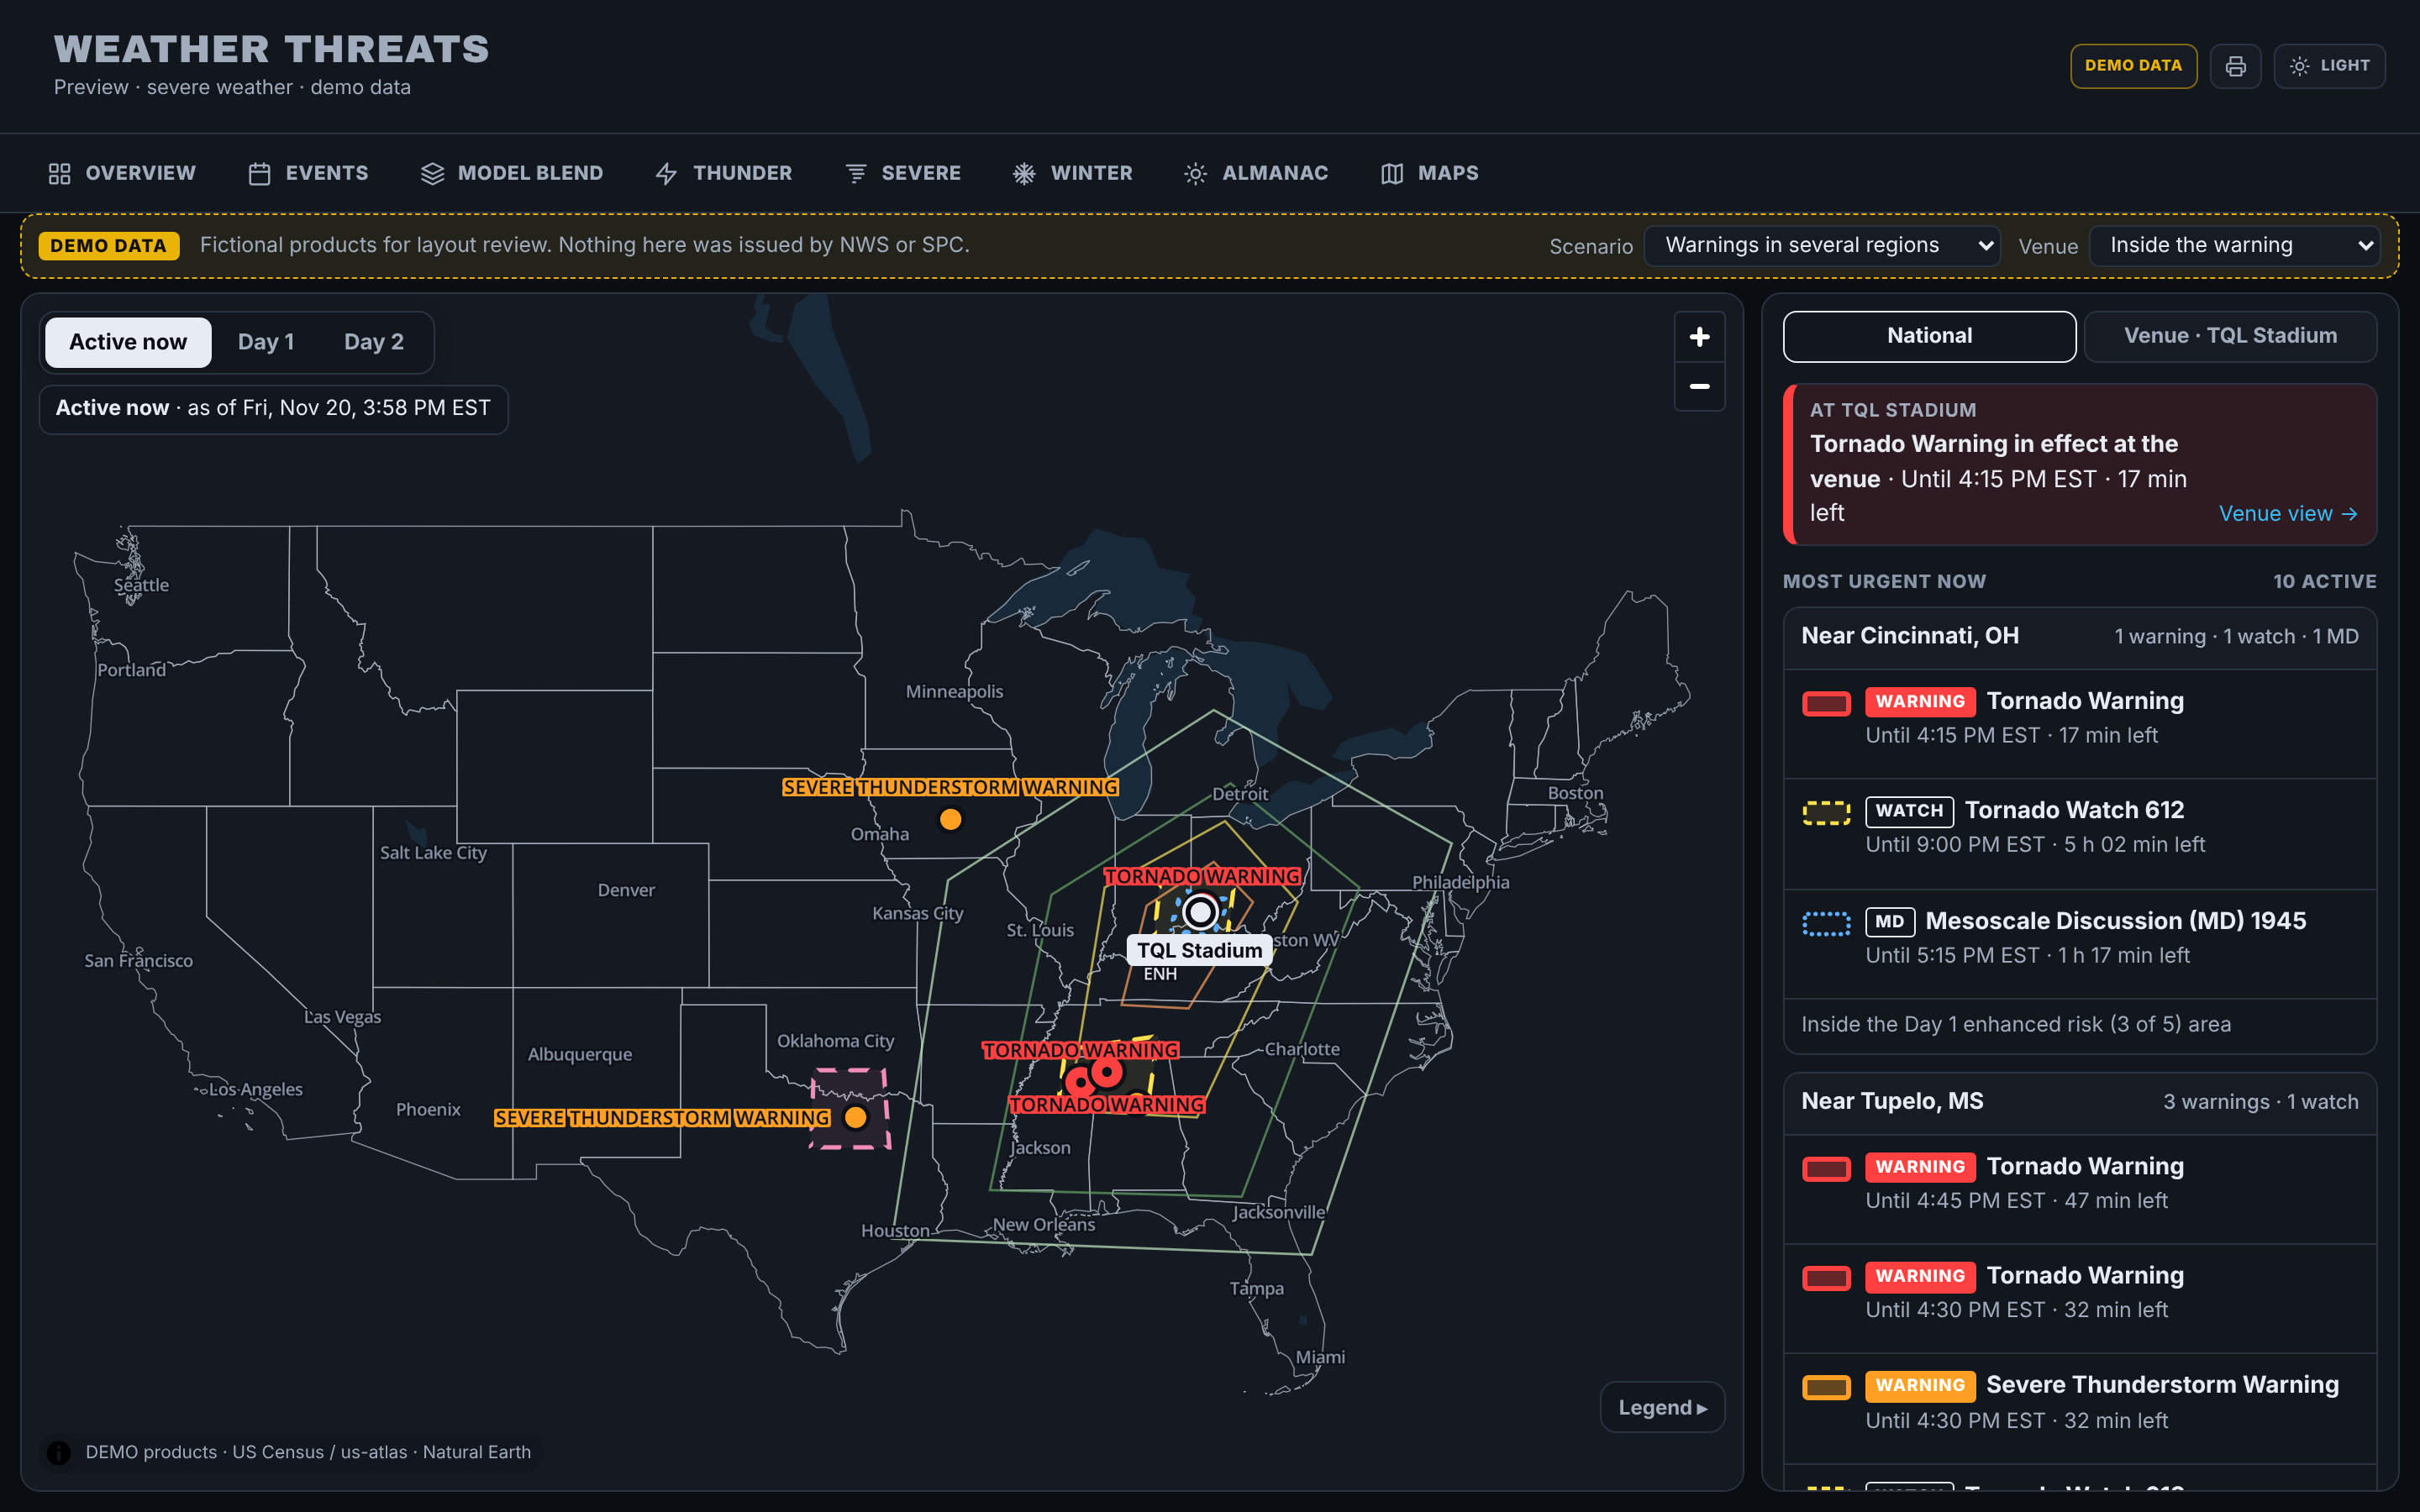 WEATHER THREATS
Preview · severe weather · demo data
DEMO DATA
LIGHT
OVERVIEW
EVENTS
MODEL BLEND
THUNDER
SEVERE
WINTER
ALMANAC
MAPS
DEMO DATA
Fictional products for layout review. Nothing here was issued by NWS or SPC.
Scenario
Warnings in several regions
Venue
Inside the warning
Active now
Day 1
Day 2
Active now · as of Fri, Nov 20, 3:58 PM EST
+
−
Seattle
Portland
Minneapolis
SEVERE THUNDERSTORM WARNING
Detroit
Boston
Omaha
Salt Lake City
Denver
TORNADO WARNING
Philadelphia
Kansas City
St. Louis
ston WV
TQL Stadium
ENH
San Francisco
Las Vegas
Oklahoma City
Albuquerque
TORNADO WARNING
Charlotte
Los Angeles
Phoenix
SEVERE THUNDERSTORM WARNING
TORNADO WARNING
Jackson
Houston
New Orleans
Jacksonville
Tampa
Miami
Legend ▸
DEMO products · US Census / us-atlas · Natural Earth
National
Venue · TQL Stadium
AT TQL STADIUM
Tornado Warning in effect at the
venue · Until 4:15 PM EST · 17 min
left
Venue view →
MOST URGENT NOW
10 ACTIVE
Near Cincinnati, OH
1 warning · 1 watch · 1 MD
WARNING Tornado Warning
Until 4:15 PM EST · 17 min left
WATCH Tornado Watch 612
Until 9:00 PM EST · 5 h 02 min left
MD Mesoscale Discussion (MD) 1945
Until 5:15 PM EST · 1 h 17 min left
Inside the Day 1 enhanced risk (3 of 5) area
Near Tupelo, MS
3 warnings · 1 watch
WARNING Tornado Warning
Until 4:45 PM EST · 47 min left
WARNING Tornado Warning
Until 4:30 PM EST · 32 min left
WARNING Severe Thunderstorm Warning
Until 4:30 PM EST · 32 min left